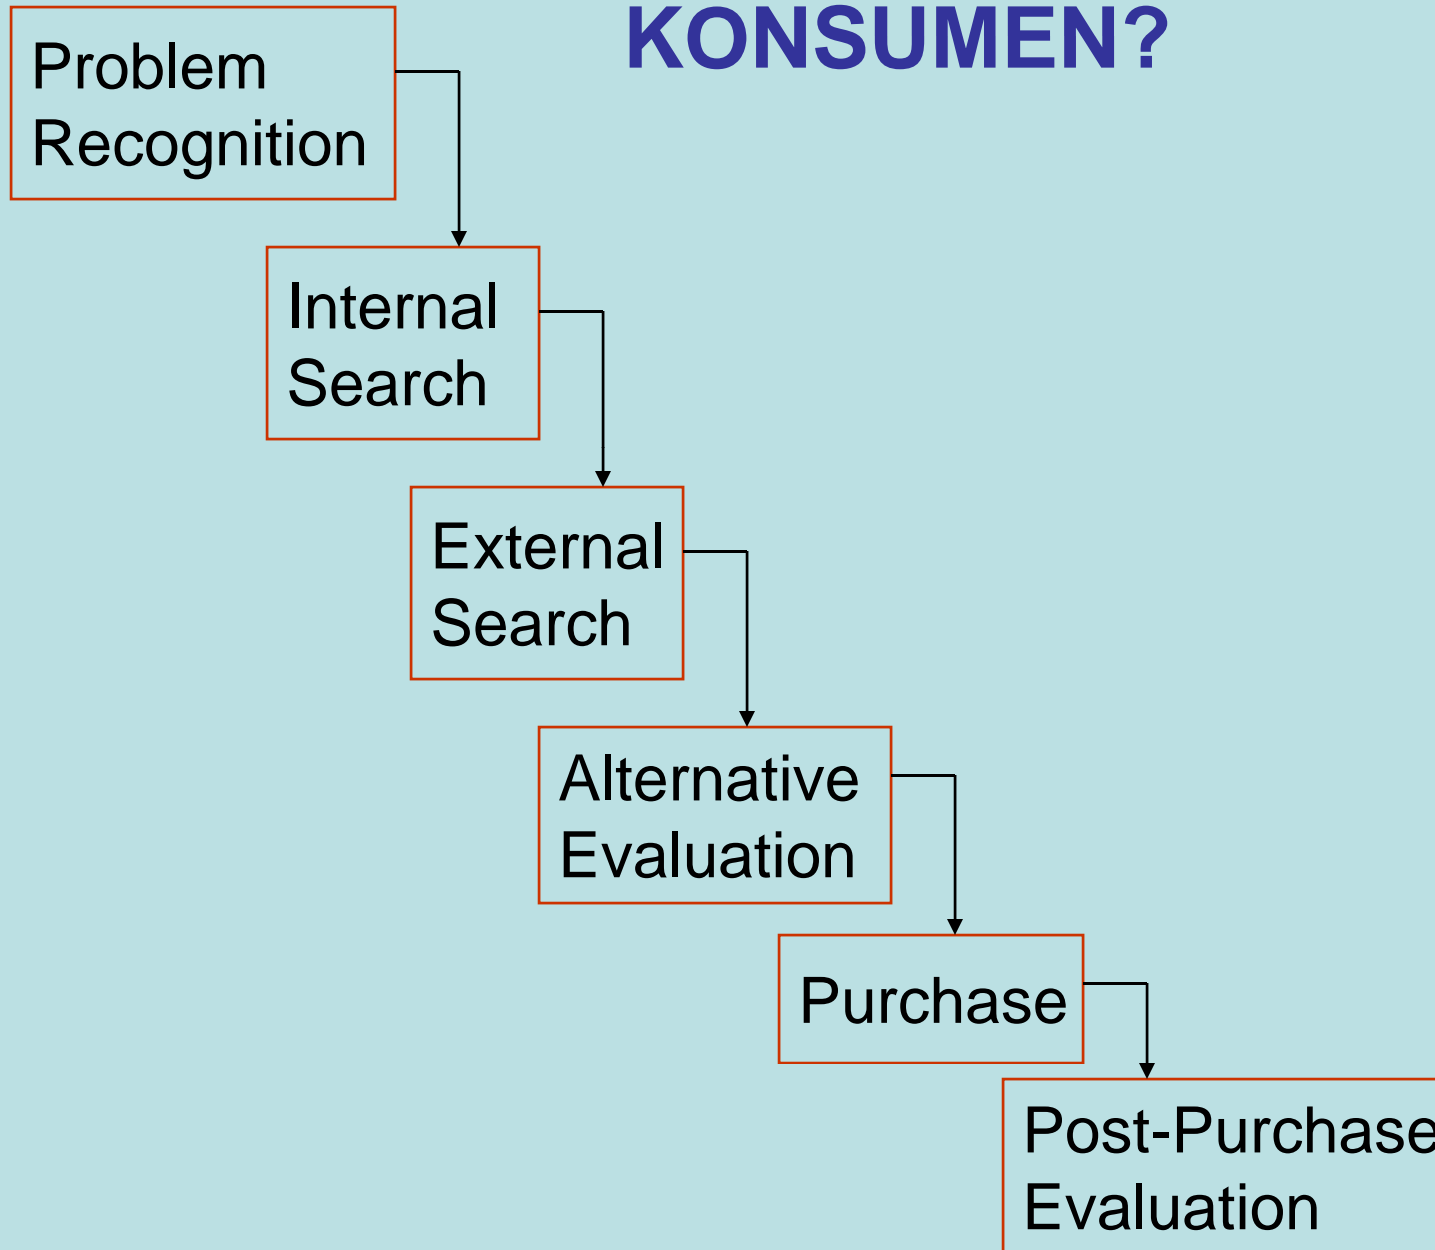 KONSUMEN?
Problem
Recognition
Internal
Search
External
Search
Alternative
Evaluation
Purchase
Post-Purchase
Evaluation